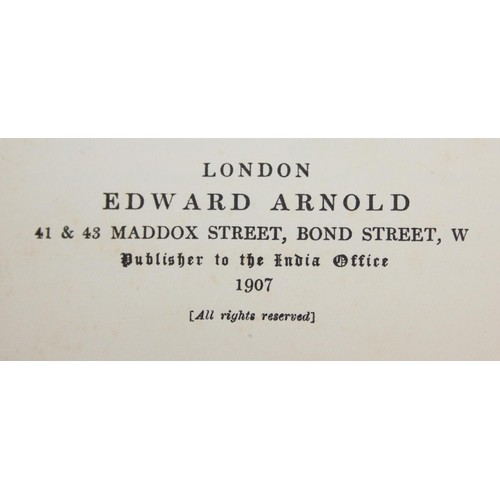 LONDON
EDWARD ARNOLD
41 & 43 MADDOX STREET, BOND STREET, W
Publisher to the India Office
1907
[All rights reserved]